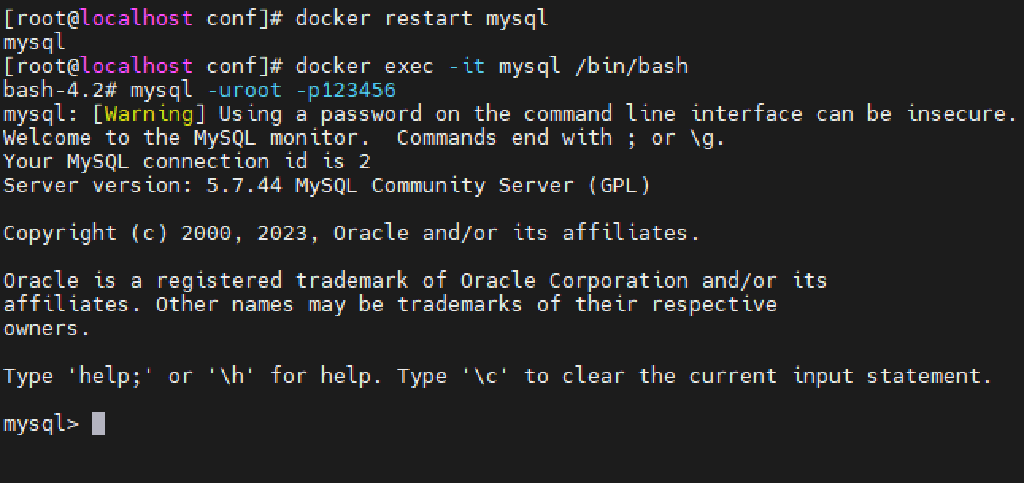 [root@localhost conf]# docker restart mysql
mysql
[root@localhost conf]# docker exec -it mysql /bin/bash
bash-4.2# mysql -uroot -p123456
mysql: [Warning] Using a password on the command line interface can be insecure.
Welcome to the MySQL monitor.  Commands end with ; or \g.
Your MySQL connection id is 2
Server version: 5.7.44 MySQL Community Server (GPL)
Copyright (c) 2000, 2023, Oracle and/or its affiliates.
Oracle is a registered trademark of Oracle Corporation and/or its
affiliates. Other names may be trademarks of their respective
owners.
Type 'help;' or '\h' for help. Type '\c' to clear the current input statement.
mysql>